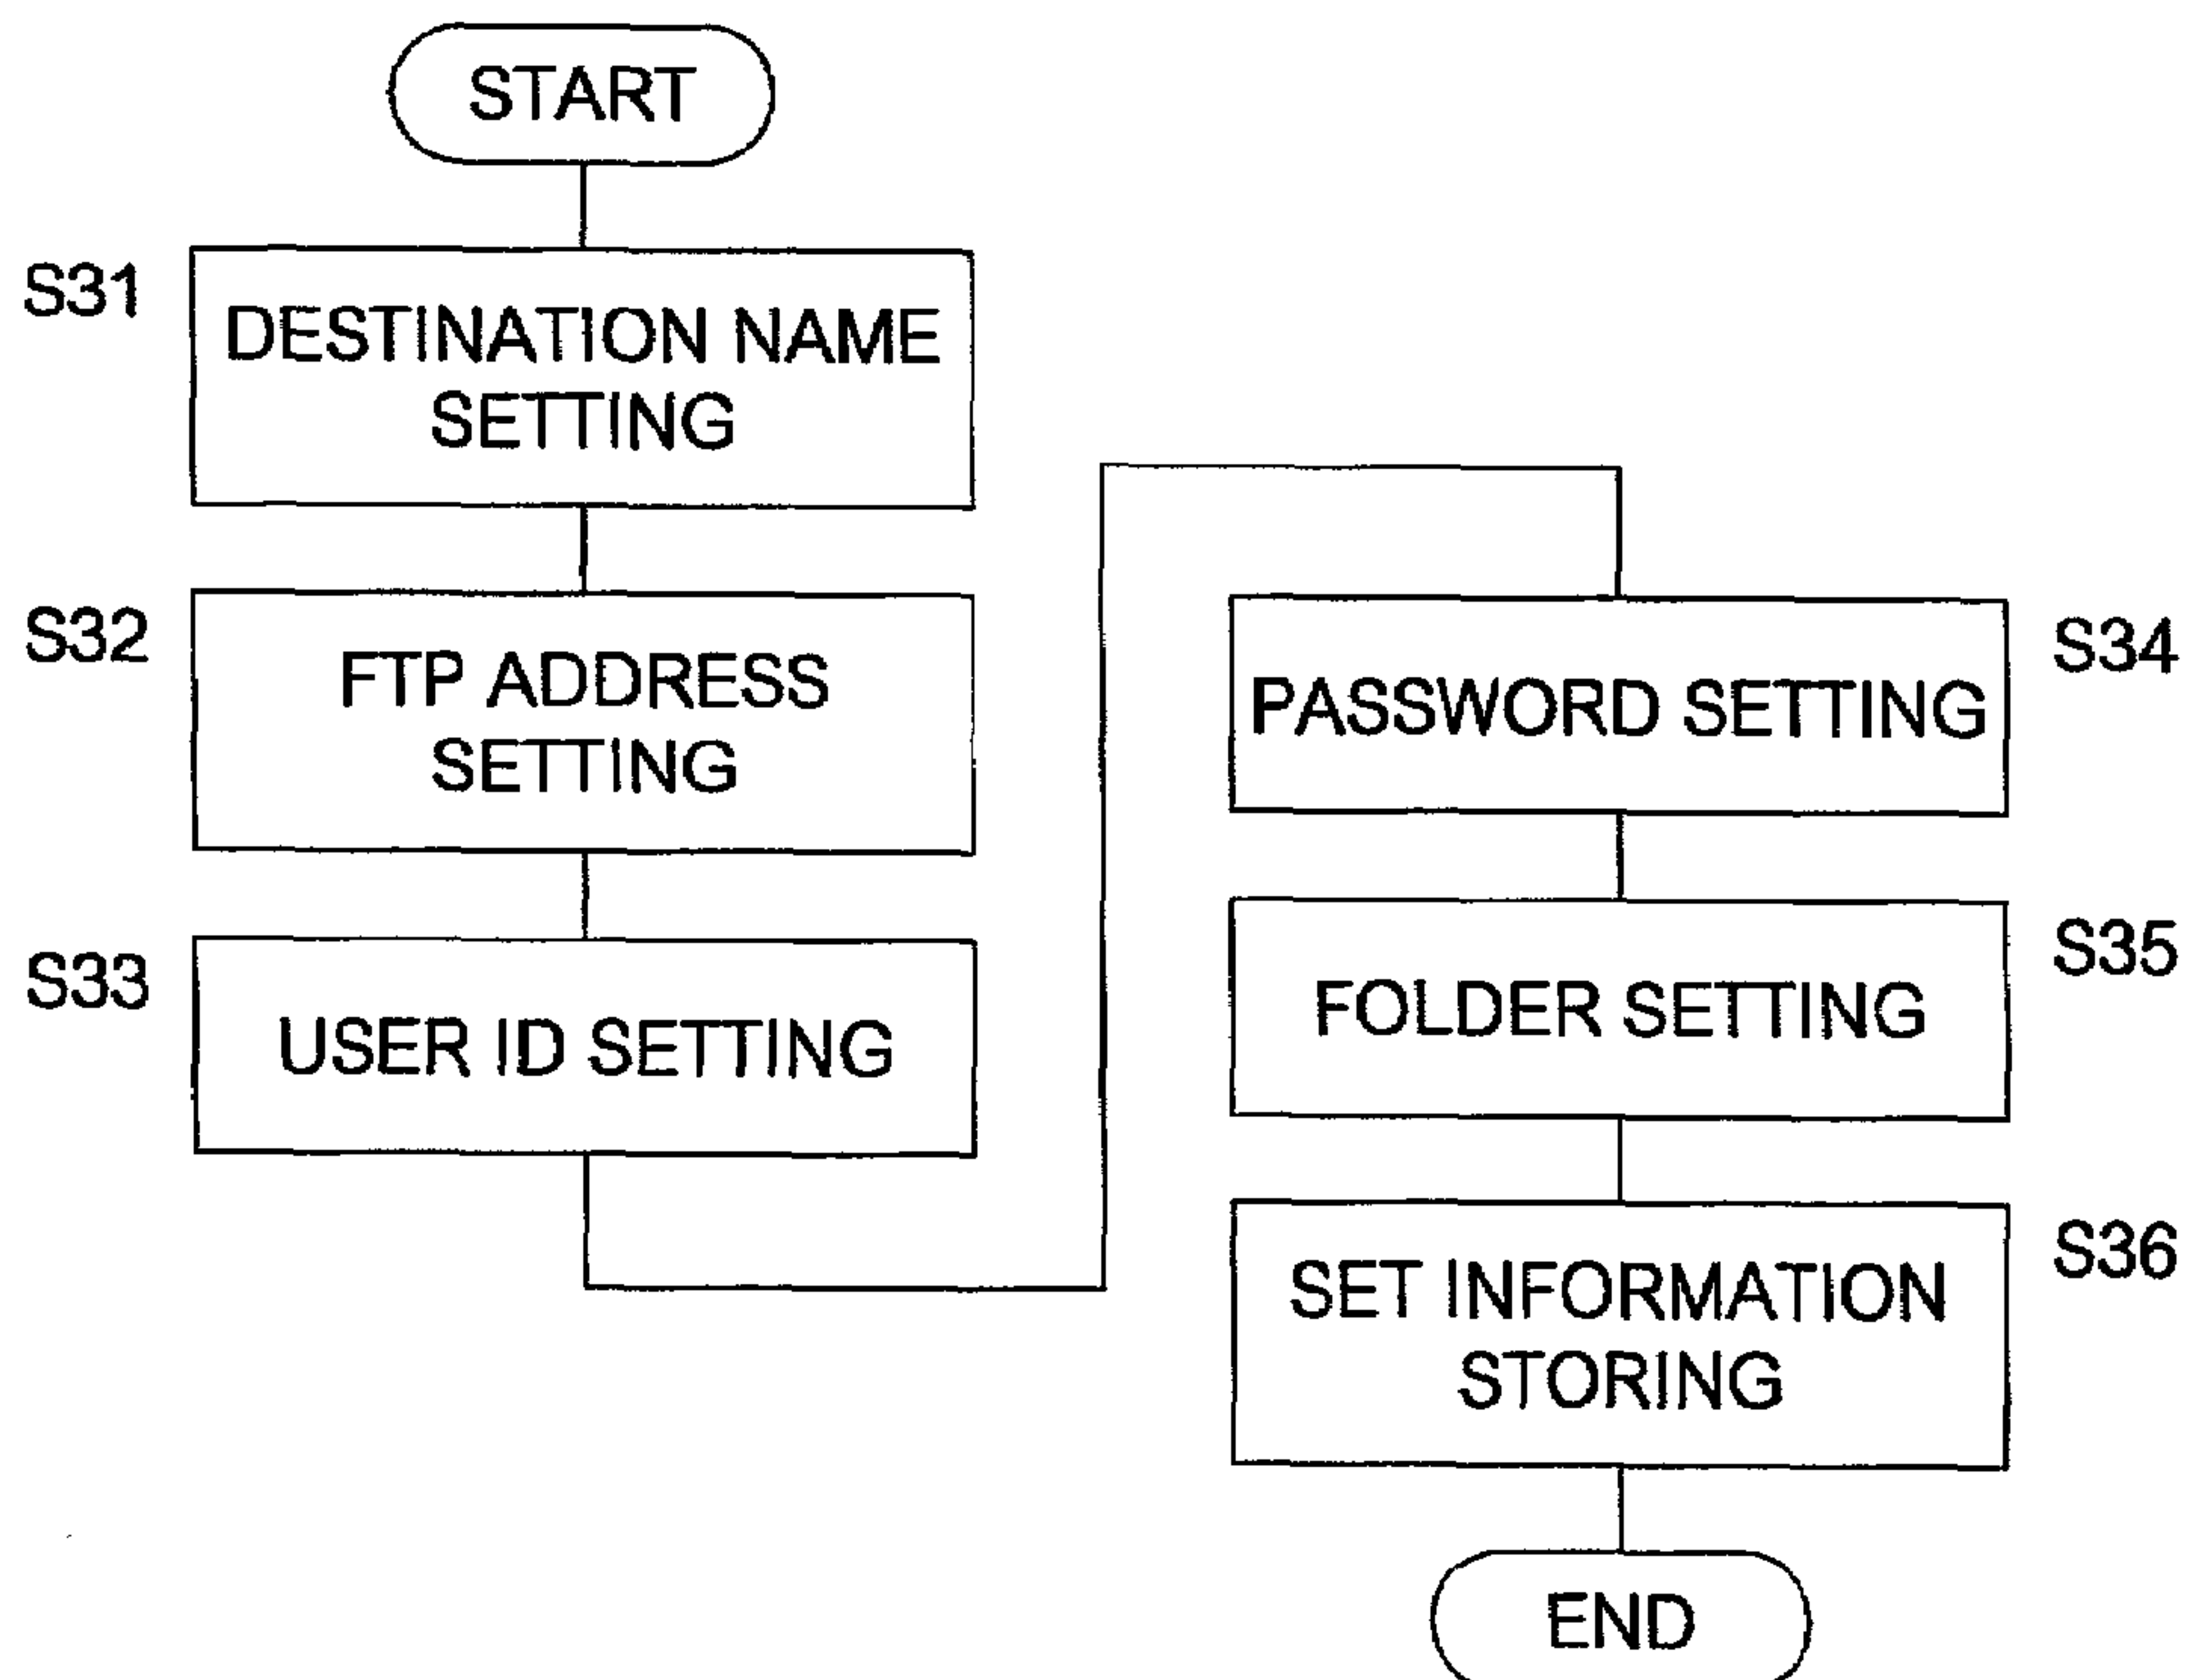 START
S31
DESTINATION NAME
SETTING
S32
FTP ADDRESS
SETTING
S33
USER ID SETTING
S34
PASSWORD SETTING
S35
FOLDER SETTING
S36
SET INFORMATION
STORING
END